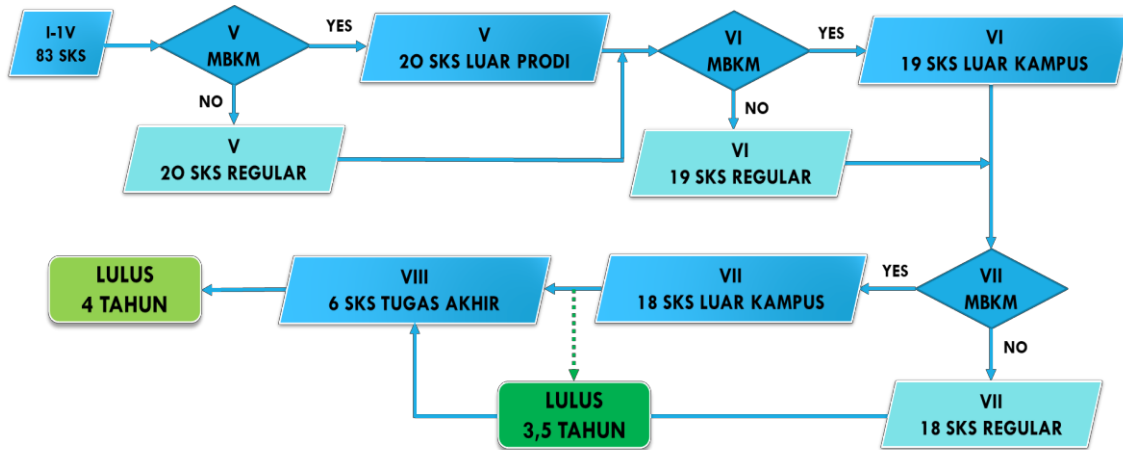 I-1V
83 SKS
V
MBKM
YES
NO
V
20 SKS LUAR PRODI
V
20 SKS REGULAR
VI
MBKM
YES
NO
VI
19 SKS LUAR KAMPUS
VI
19 SKS REGULAR
VII
MBKM
YES
NO
VII
18 SKS LUAR KAMPUS
VII
18 SKS REGULAR
VIII
6 SKS TUGAS AKHIR
LULUS
4 TAHUN
LULUS
3,5 TAHUN